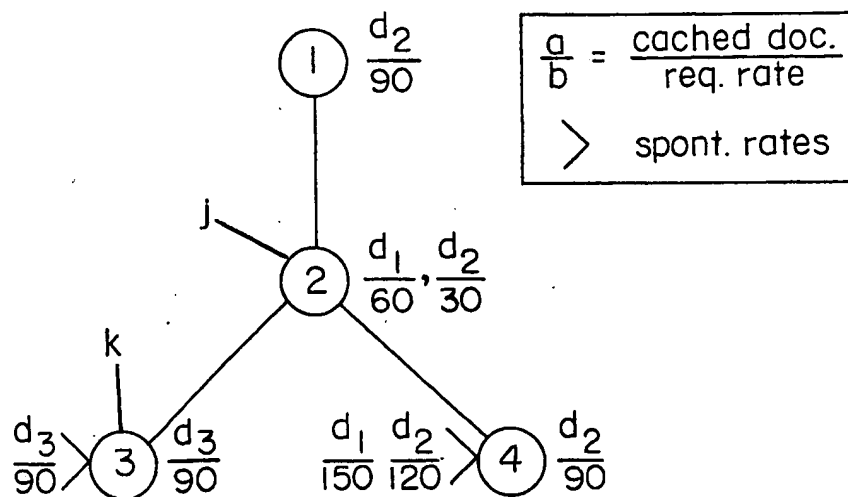 1 d2/90
a/b = cached doc./req. rate
> spont. rates
j
2 d1/60, d2/30
k
d3/90 > 3 d3/90
d1/150 d2/120 > 4 d2/90